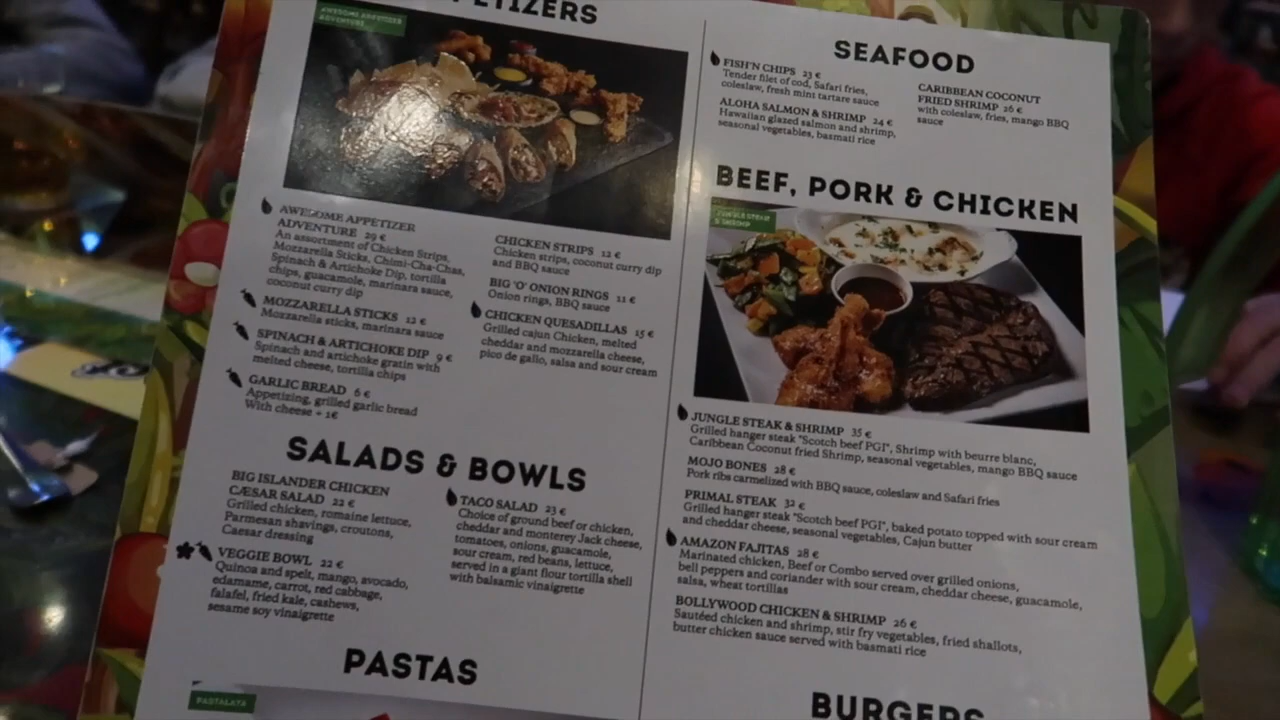 PETIZERS
AWESOME APPETIZER
ADVENTURE
AWESOME APPETIZER
ADVENTURE 29 €
An assortment of Chicken Strips,
Mozzarella Sticks, Chimi-Cha-Chas,
Spinach & Artichoke Dip, tortilla
chips, guacamole, marinara sauce,
coconut curry dip
MOZZARELLA STICKS 12 €
Mozzarella sticks, marinara sauce
SPINACH & ARTICHOKE DIP 9 €
Spinach and artichoke gratin with
melted cheese, tortilla chips
GARLIC BREAD 6 €
Appetizing, grilled garlic bread
With cheese + 1€
CHICKEN STRIPS 12 €
Chicken strips, coconut curry dip
and BBQ sauce
BIG 'O' ONION RINGS 11 €
Onion rings, BBQ sauce
CHICKEN QUESADILLAS 15 €
Grilled cajun Chicken, melted
cheddar and mozzarella cheese,
pico de gallo, salsa and sour cream
SALADS & BOWLS
BIG ISLANDER CHICKEN
CÆSAR SALAD 22 €
Grilled chicken, romaine lettuce,
Parmesan shavings, croutons,
Caesar dressing
VEGGIE BOWL 22 €
Quinoa and spelt, mango, avocado,
edamame, carrot, red cabbage,
falafel, fried kale, cashews,
sesame soy vinaigrette
TACO SALAD 23 €
Choice of ground beef or chicken,
cheddar and monterey Jack cheese,
tomatoes, onions, guacamole,
sour cream, red beans, lettuce,
served in a giant flour tortilla shell
with balsamic vinaigrette
PASTAS
PASTALAYA
SEAFOOD
FISH'N CHIPS 23 €
Tender filet of cod, Safari fries,
coleslaw, fresh mint tartare sauce
ALOHA SALMON & SHRIMP 24 €
Hawaiian glazed salmon and shrimp,
seasonal vegetables, basmati rice
CARIBBEAN COCONUT
FRIED SHRIMP 26 €
with coleslaw, fries, mango BBQ
sauce
BEEF, PORK & CHICKEN
JUNGLE STEAK
& SHRIMP
JUNGLE STEAK & SHRIMP 35 €
Grilled hanger steak "Scotch beef PGI", Shrimp with beurre blanc,
Caribbean Coconut fried Shrimp, seasonal vegetables, mango BBQ sauce
MOJO BONES 28 €
Pork ribs carmelized with BBQ sauce, coleslaw and Safari fries
PRIMAL STEAK 32 €
Grilled hanger steak "Scotch beef PGI", baked potato topped with sour cream
and cheddar cheese, seasonal vegetables, Cajun butter
AMAZON FAJITAS 28 €
Marinated chicken, Beef or Combo served over grilled onions,
bell peppers and coriander with sour cream, cheddar cheese, guacamole,
salsa, wheat tortillas
BOLLYWOOD CHICKEN & SHRIMP 26 €
Sautéed chicken and shrimp, stir fry vegetables, fried shallots,
butter chicken sauce served with basmati rice
BURGERS